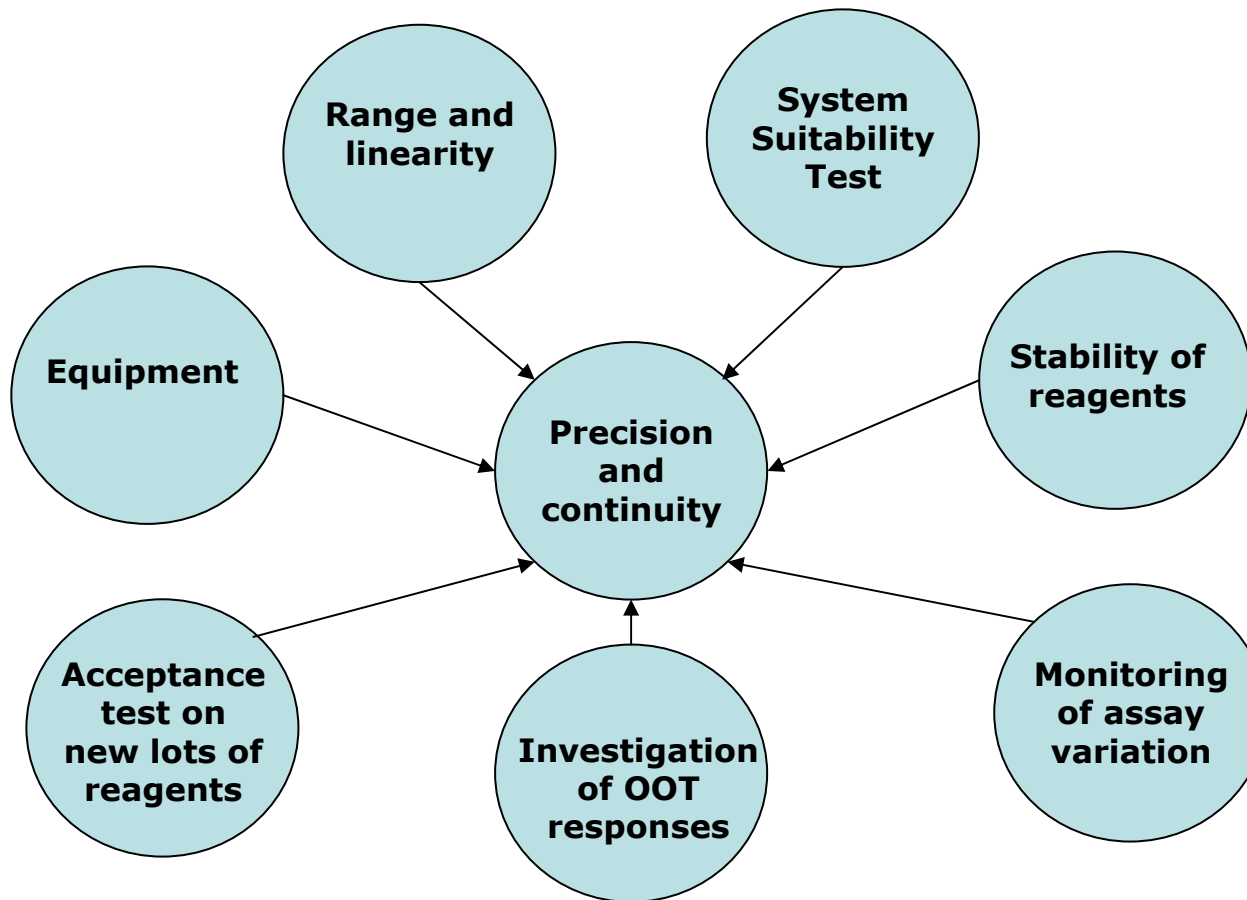 Range and
linearity
System
Suitability
Test
Equipment
Stability of
reagents
Precision
and
continuity
Acceptance
test on
new lots of
reagents
Investigation
of OOT
responses
Monitoring
of assay
variation